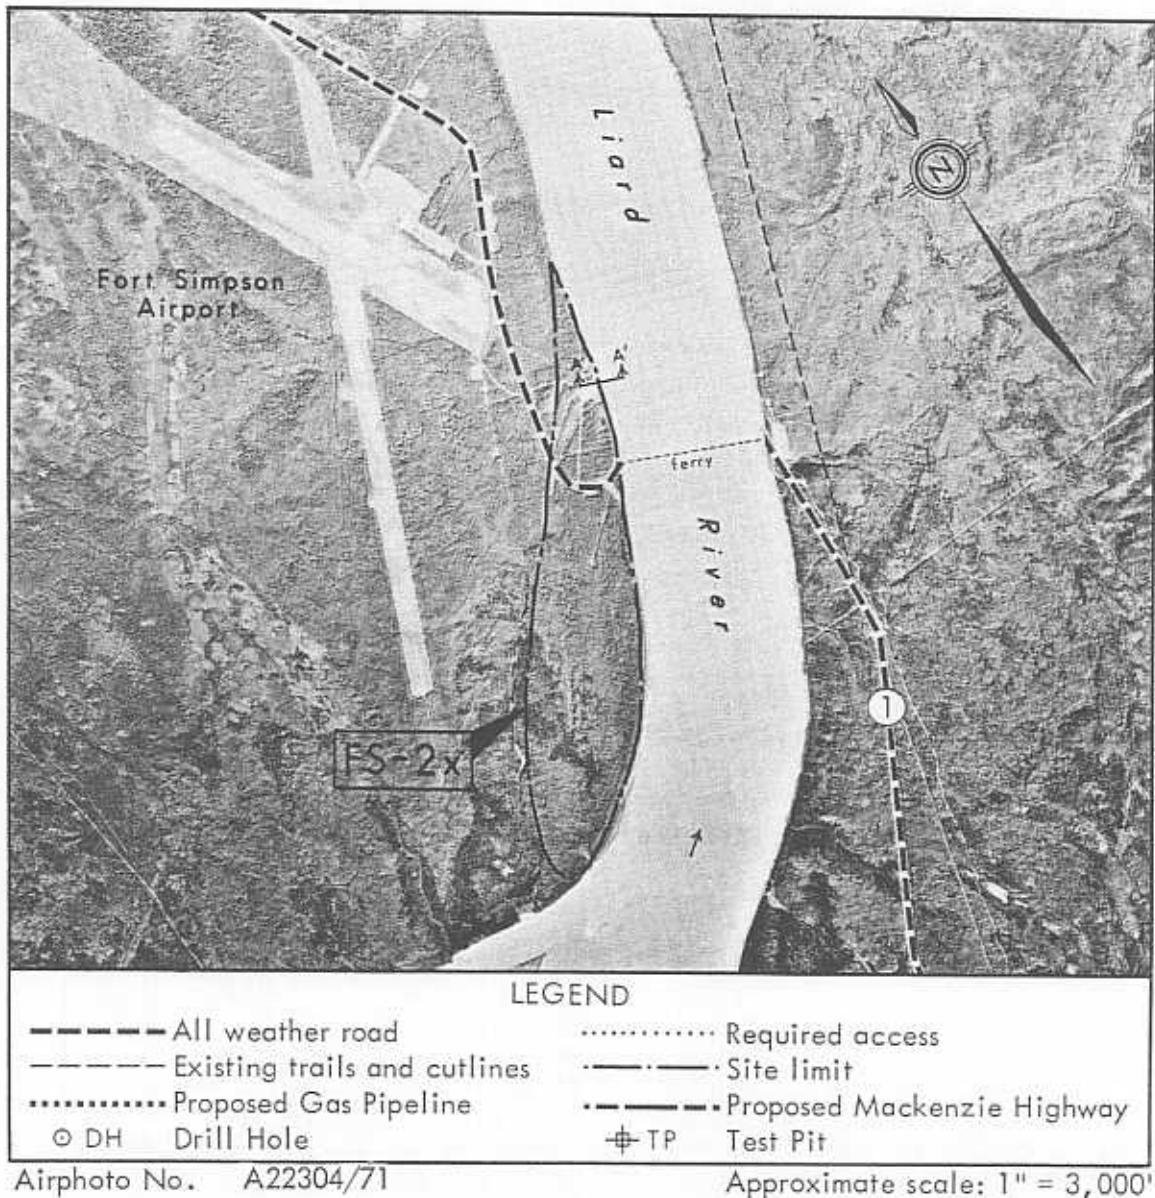 Liard
N
Fort Simpson
Airport
A A'
ferry
River
1
FS-2x
LEGEND
All weather road Required access
Existing trails and cutlines Site limit
Proposed Gas Pipeline Proposed Mackenzie Highway
DH Drill Hole TP Test Pit
Airphoto No. A22304/71 Approximate scale: 1" = 3,000'